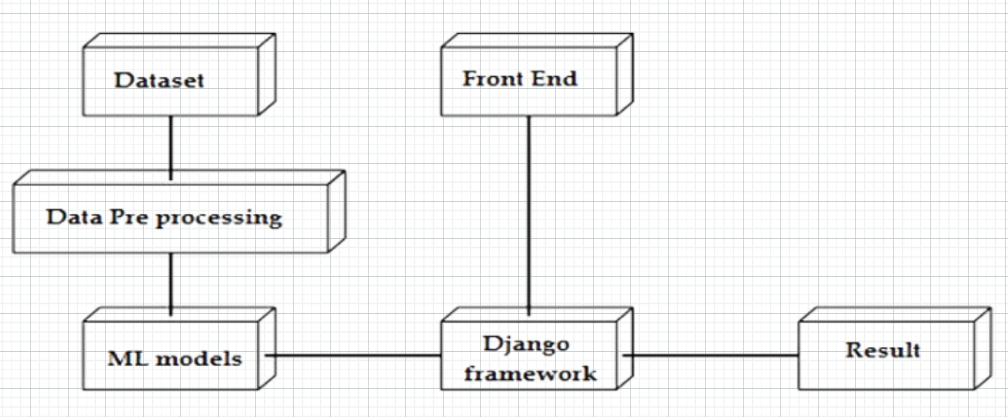 Dataset
Front End
Data Pre processing
ML models
Django
framework
Result